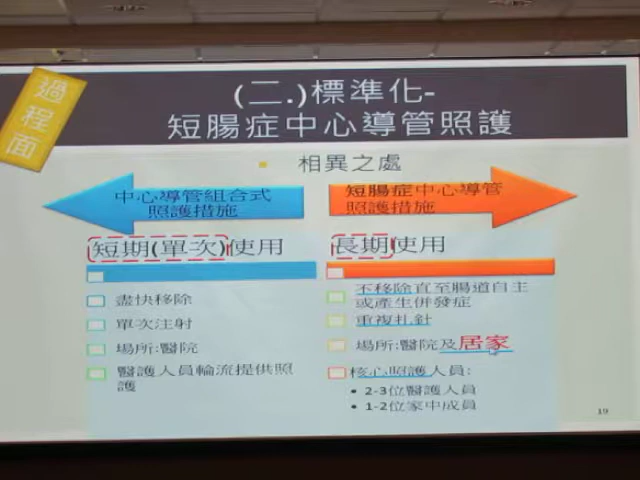 過程面
(二.)標準化-
短腸症中心導管照護
相異之處
中心導管組合式
照護措施
短期(單次)使用
盡快移除
單次注射
場所:醫院
醫護人員輪流提供照
護
短腸症中心導管
照護措施
長期使用
不移除直至腸道自主
或產生併發症
重複扎針
場所:醫院及居家
核心照護人員:
• 2-3位醫護人員
• 1-2位家中成員
19